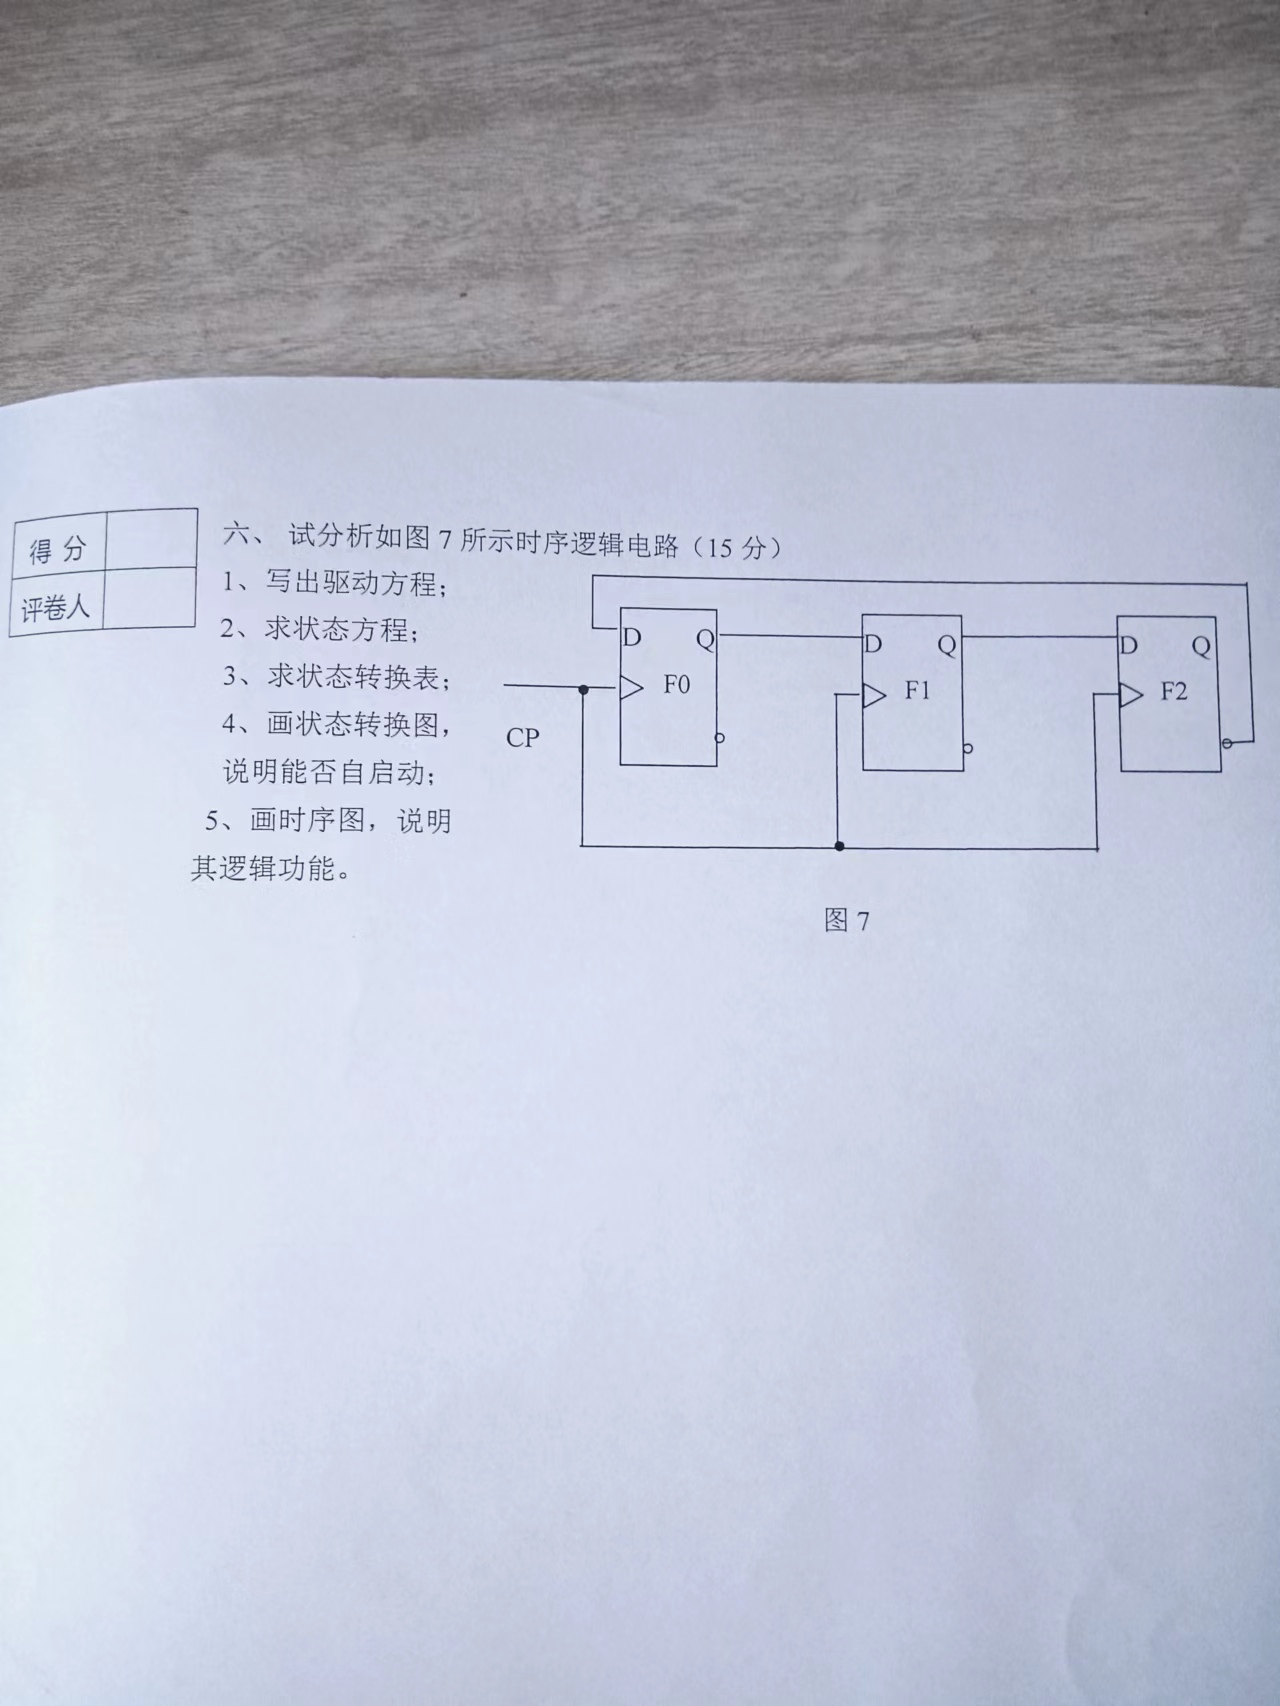 得分
评卷人
六、 试分析如图 7 所示时序逻辑电路（15 分）
1、写出驱动方程；
2、求状态方程；
3、求状态转换表；
4、画状态转换图，
说明能否自启动；
5、画时序图，说明
其逻辑功能。
D Q D Q D Q
F0 F1 F2
CP
图 7